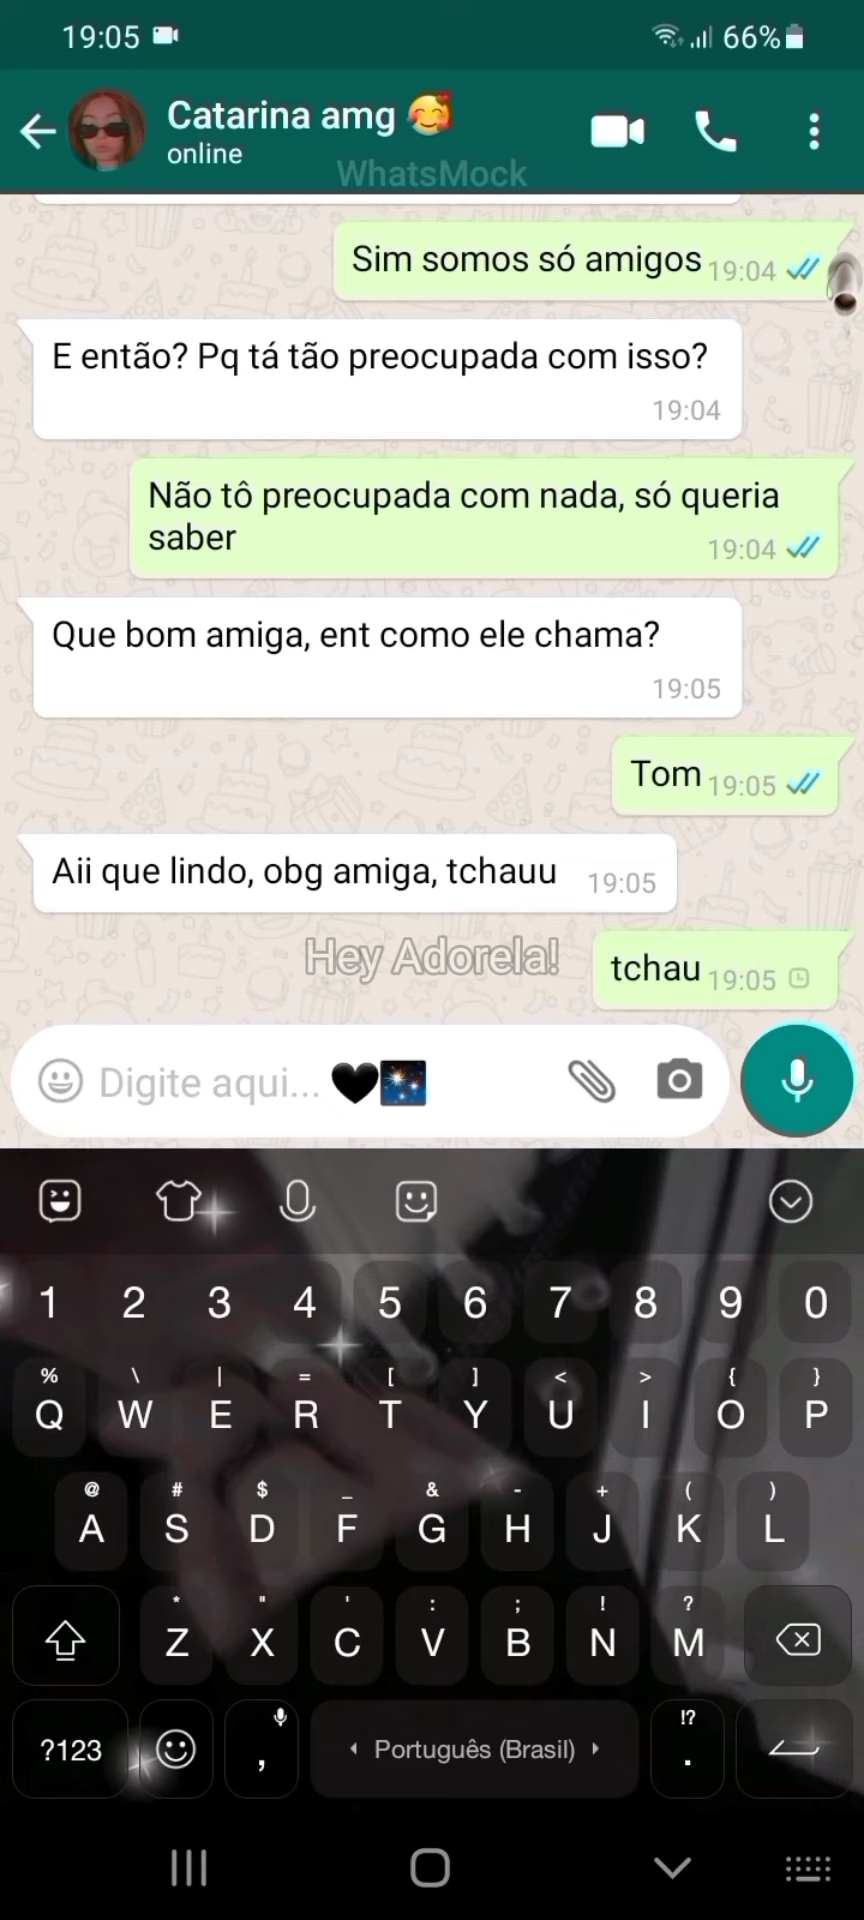 19:05 66%
Catarina amg 🥰
online
WhatsMock
Sim somos só amigos 19:04
E então? Pq tá tão preocupada com isso?
19:04
Não tô preocupada com nada, só queria
saber 19:04
Que bom amiga, ent como ele chama?
19:05
Tom 19:05
Aii que lindo, obg amiga, tchauu 19:05
Hey Adorela!
tchau 19:05
Digite aqui... 🖤🎇
1 2 3 4 5 6 7 8 9 0
% \ | = [ ] < > { }
Q W E R T Y U I O P
@ # $ _ & - + ( )
A S D F G H J K L
* " ' : ; ! ?
Z X C V B N M
!?
?123 , Português (Brasil) .